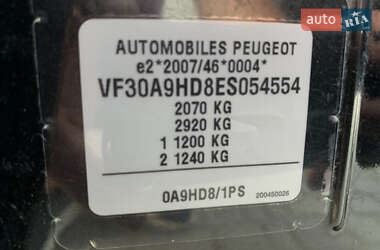 auto RIA
AUTOMOBILES PEUGEOT
e2*2007/46*0004*
VF30A9HD8ES054554
2070 KG
2920 KG
1 1200 KG
2 1240 KG
0A9HD8/1PS
200450026